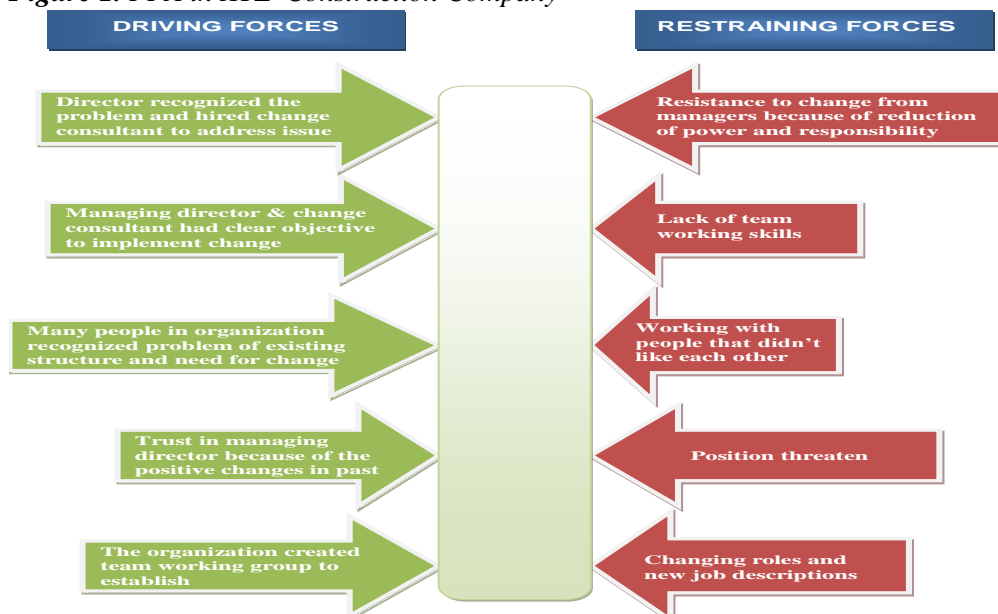 DRIVING FORCES
RESTRAINING FORCES
Director recognized the
problem and hired change
consultant to address issue
Resistance to change from
managers because of reduction
of power and responsibility
Managing director & change
consultant had clear objective
to implement change
Lack of team
working skills
Many people in organization
recognized problem of existing
structure and need for change
Working with
people that didn't
like each other
Trust in managing
director because of the
positive changes in past
Position threaten
The organization created
team working group to
establish
Changing roles and
new job descriptions